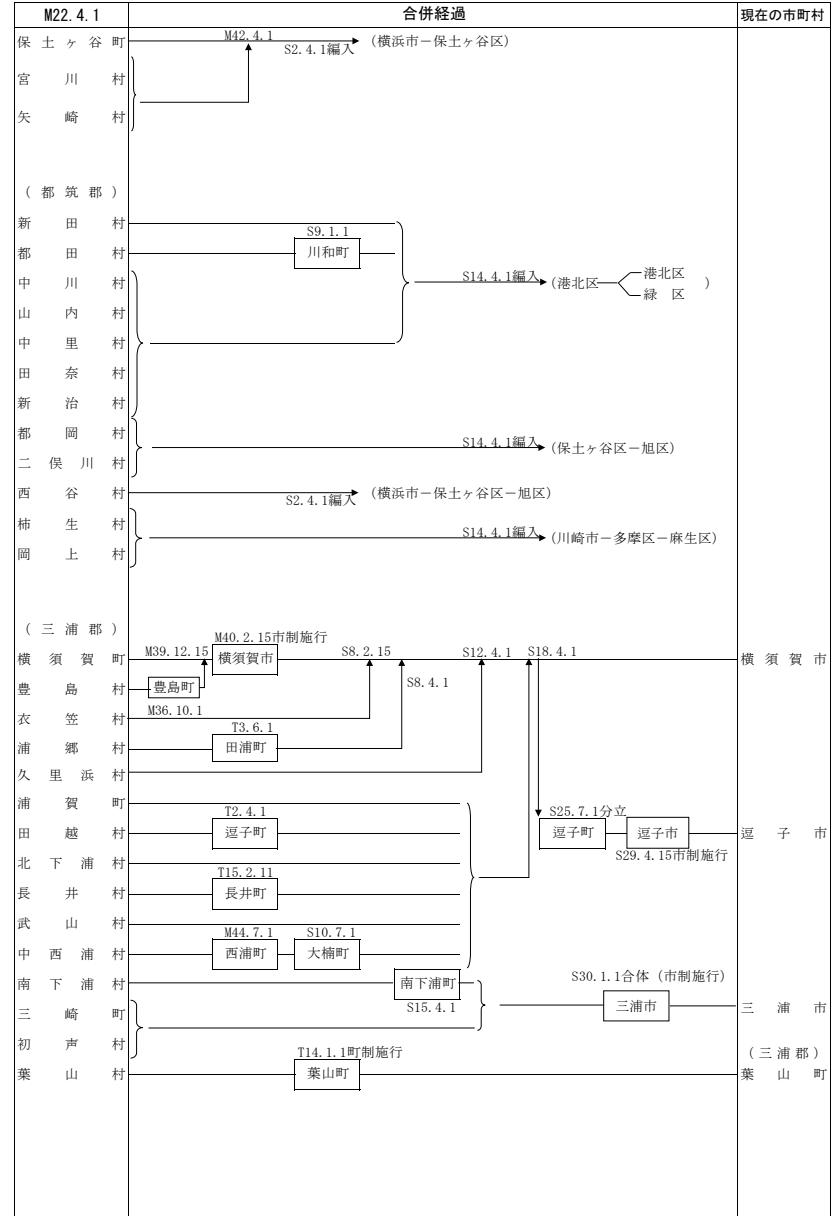 M22.4.1 合併経過 現在の市町村
保土ヶ谷町 M42.4.1 S2.4.1編入 (横浜市－保土ヶ谷区)
宮川村
矢崎村
(都筑郡)
新田村
都田村 S9.1.1 川和町
中川村 S14.4.1編入 (港北区 港北区 緑区)
山内村
中里村
田奈村
新治村
都岡村 S14.4.1編入 (保土ヶ谷区－旭区)
二俣川村
西谷村 S2.4.1編入 (横浜市－保土ヶ谷区－旭区)
柿生村 S14.4.1編入 (川崎市－多摩区－麻生区)
岡上村
(三浦郡)
M40.2.15市制施行
横須賀町 M39.12.15 横須賀市 S8.2.15 S12.4.1 S18.4.1 横須賀市
豊島村 豊島町 S8.4.1
衣笠村 M36.10.1
浦郷村 T3.6.1 田浦町
久里浜村
浦賀町
田越村 T2.4.1 逗子町 S25.7.1分立 逗子町 逗子市 逗子市
S29.4.15市制施行
北下浦村
長井村 T15.2.11 長井町
武山村
中西浦村 M44.7.1 西浦町 S10.7.1 大楠町
南下浦村 南下浦町 S30.1.1合体（市制施行）
三崎町 S15.4.1 三浦市 三浦市
初声村 (三浦郡)
T14.1.1町制施行
葉山村 葉山町 葉山町